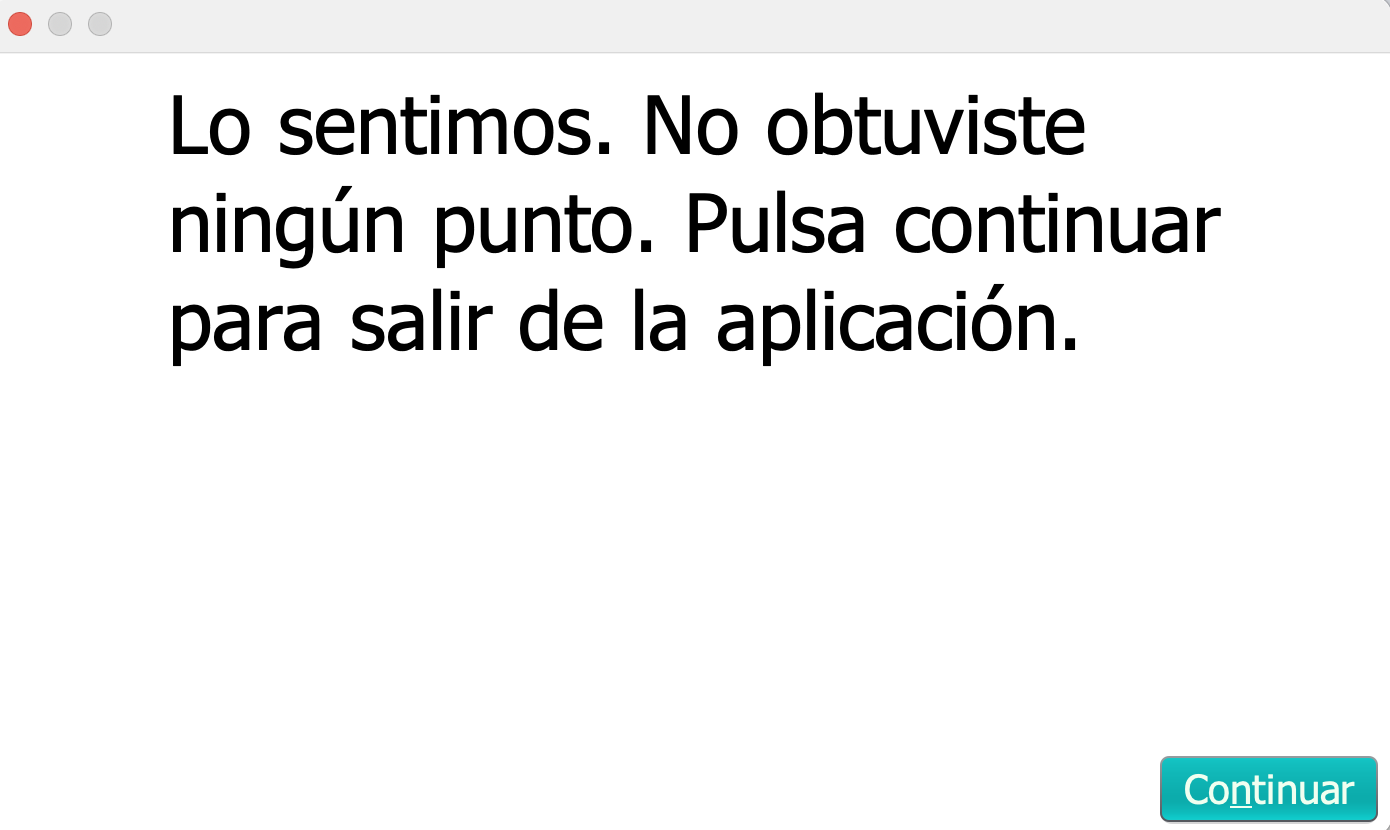 Lo sentimos. No obtuviste
ningún punto. Pulsa continuar
para salir de la aplicación.
Continuar